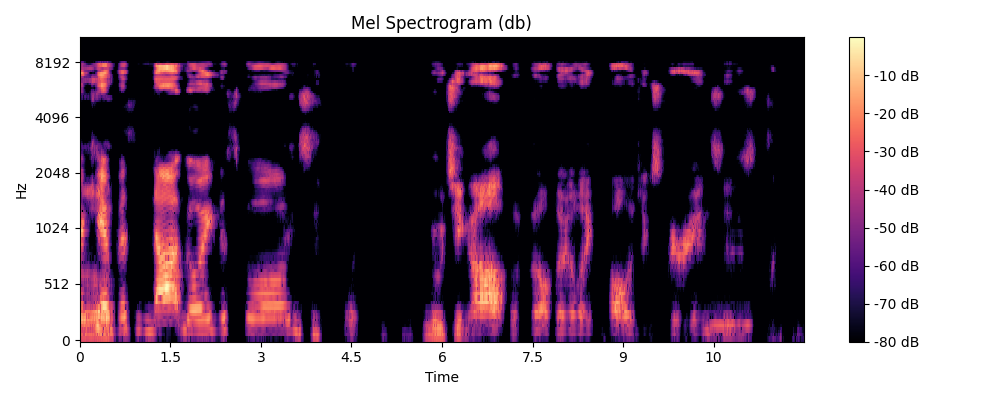 Mel Spectrogram (db)
8192
4096
2048
1024
512
0
Hz
0 1.5 3 4.5 6 7.5 9 10
Time
-10 dB
-20 dB
-30 dB
-40 dB
-50 dB
-60 dB
-70 dB
-80 dB